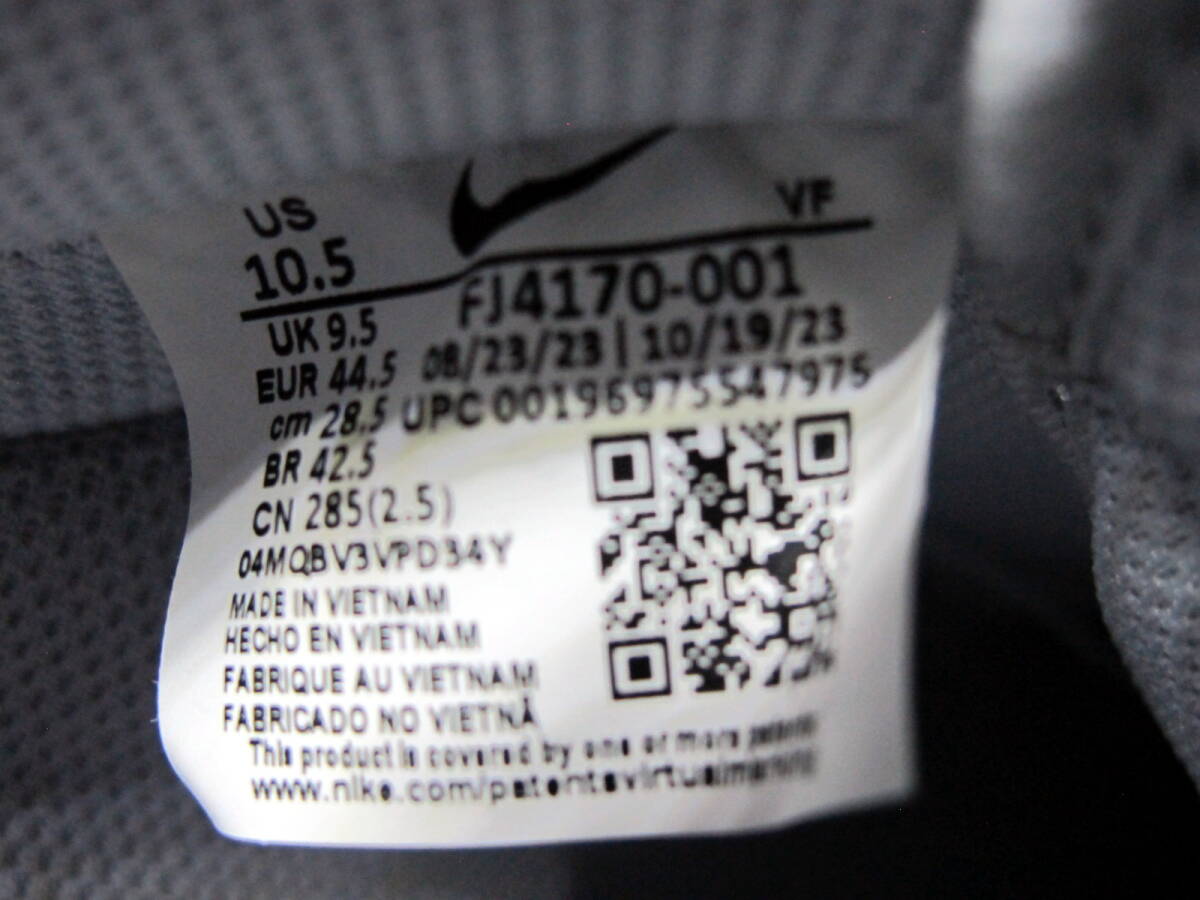 US
VF
10.5
FJ4170-001
UK 9.5
08/23/23 | 10/19/23
EUR 44.5
UPC 00196975547975
cm 28.5
BR 42.5
CN 285(2.5)
04MQBV3VPD34Y
MADE IN VIETNAM
HECHO EN VIETNAM
FABRIQUE AU VIETNAM
FABRICADO NO VIETNÃ
This product is covered by one or more patents
www.nike.com/patentsvirtualmarking